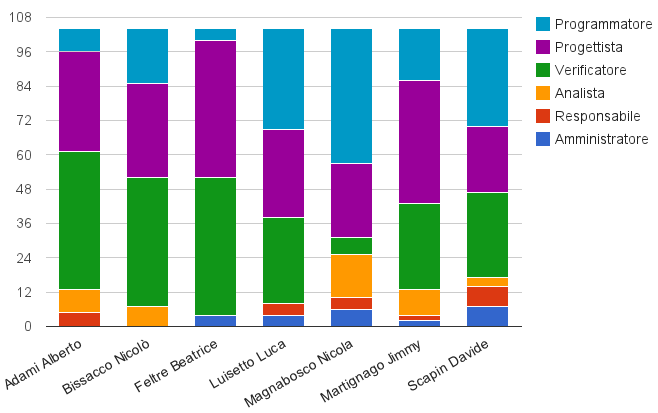 108
96
84
72
60
48
36
24
12
0
Programmatore
Progettista
Verificatore
Analista
Responsabile
Amministratore
Adami Alberto
Bissacco Nicolò
Feltre Beatrice
Luisetto Luca
Magnabosco Nicola
Martignago Jimmy
Scapin Davide